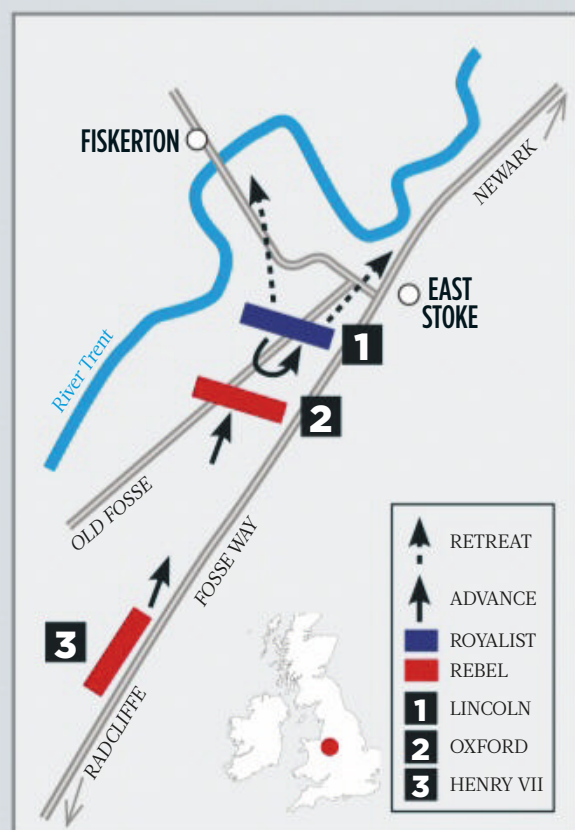 FISKERTON
NEWARK
EAST
STOKE
1
River Trent
2
OLD FOSSE
FOSSE WAY
3
RADCLIFFE
RETREAT
ADVANCE
ROYALIST
REBEL
1 LINCOLN
2 OXFORD
3 HENRY VII